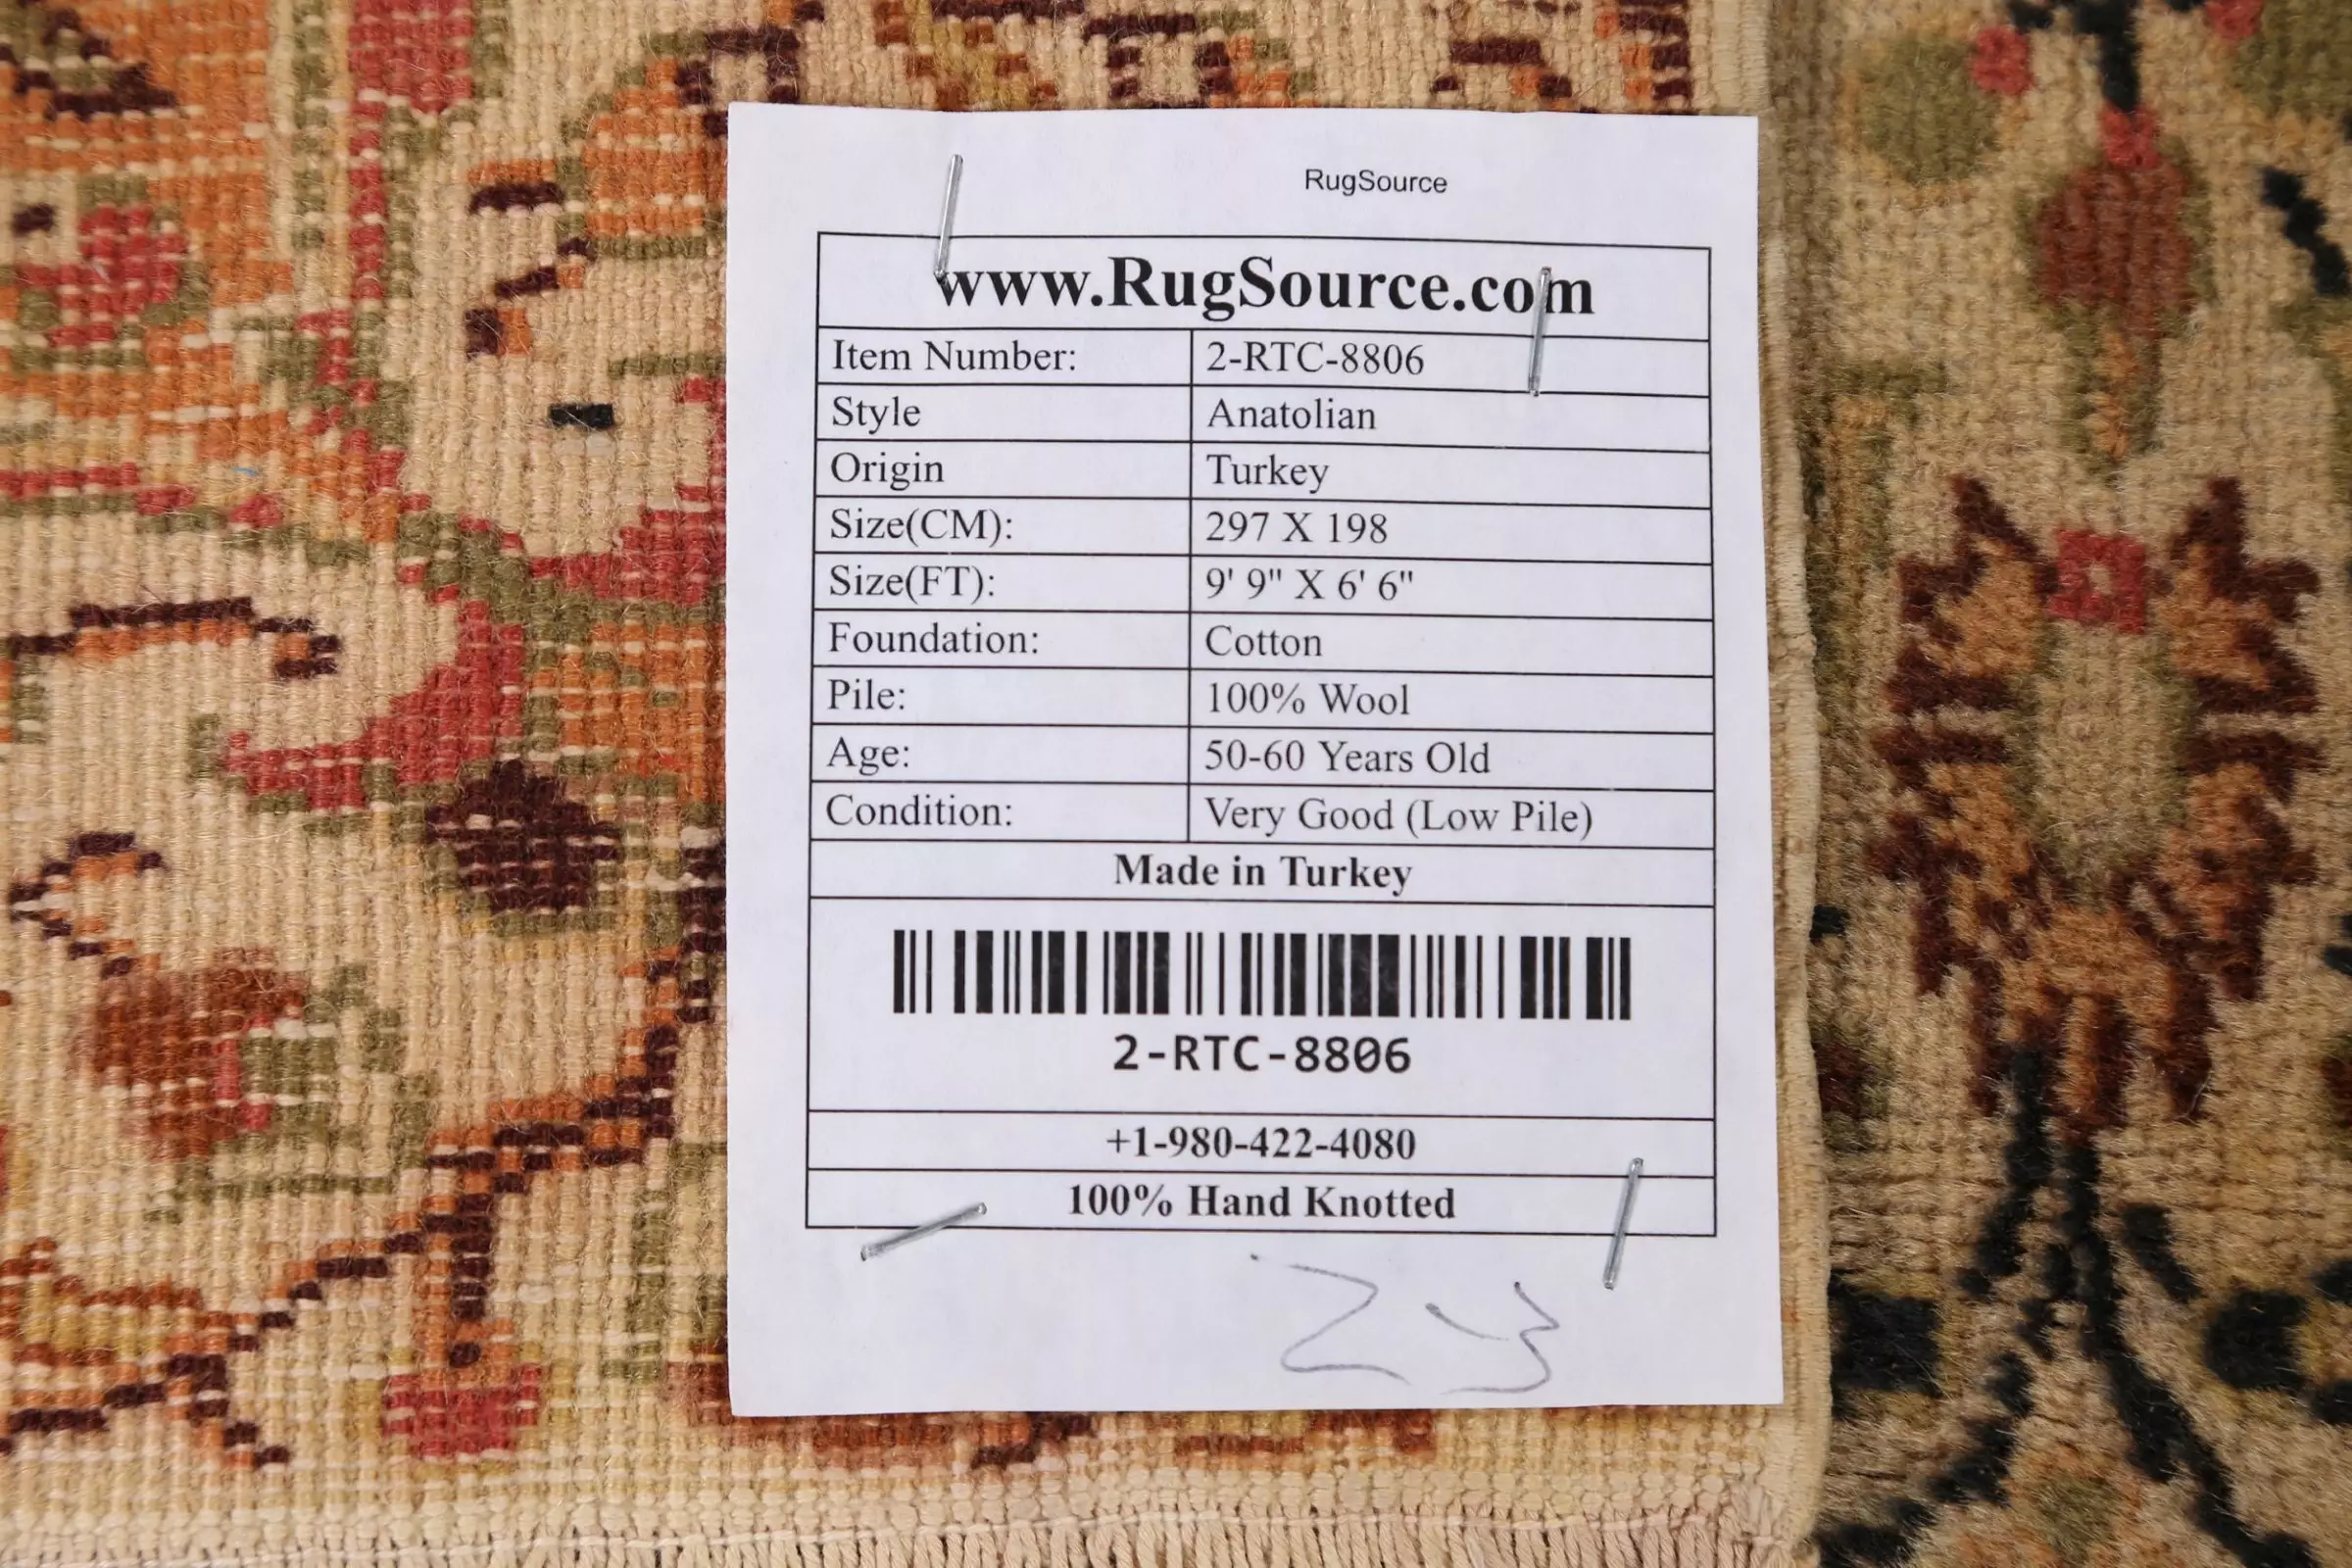 RugSource
www.RugSource.com
Item Number: 2-RTC-8806
Style Anatolian
Origin Turkey
Size(CM): 297 X 198
Size(FT): 9' 9" X 6' 6"
Foundation: Cotton
Pile: 100% Wool
Age: 50-60 Years Old
Condition: Very Good (Low Pile)
Made in Turkey
2-RTC-8806
+1-980-422-4080
100% Hand Knotted